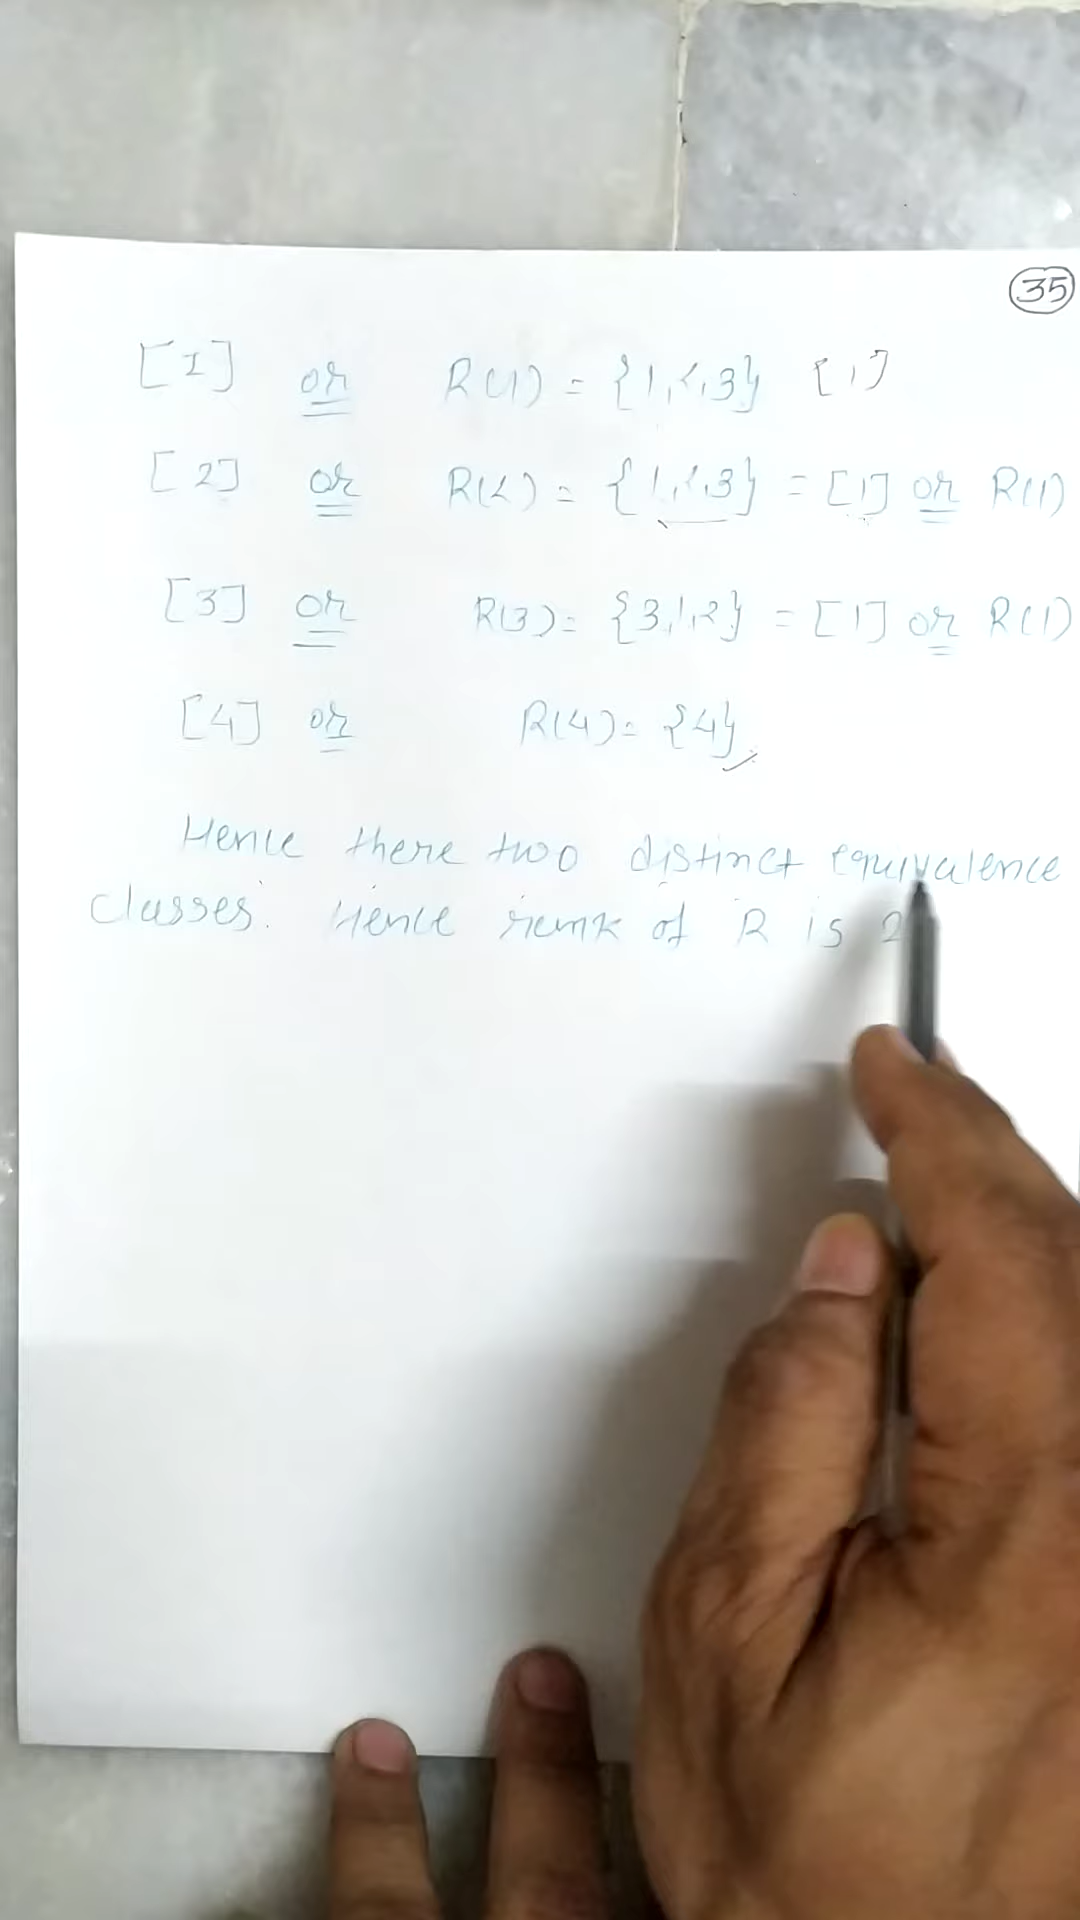 35
[1] or R(1) = {1,2,3} [1]
[2] or R(2) = {1,2,3} = [1] or R(1)
[3] or R(3) = {3,1,2} = [1] or R(1)
[4] or R(4) = {4}
Hence there two distinct equivalence
classes. Hence rank of R is 2